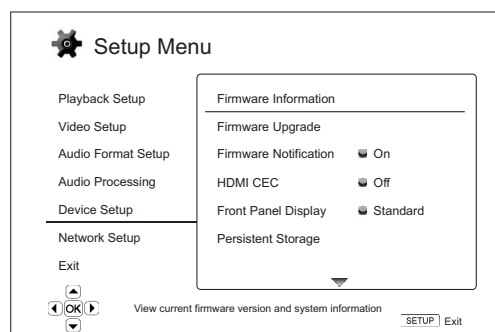 Setup Menu
Playback Setup
Video Setup
Audio Format Setup
Audio Processing
Device Setup
Network Setup
Exit
Firmware Information
Firmware Upgrade
Firmware Notification On
HDMI CEC Off
Front Panel Display Standard
Persistent Storage
OK
View current firmware version and system information
SETUP Exit